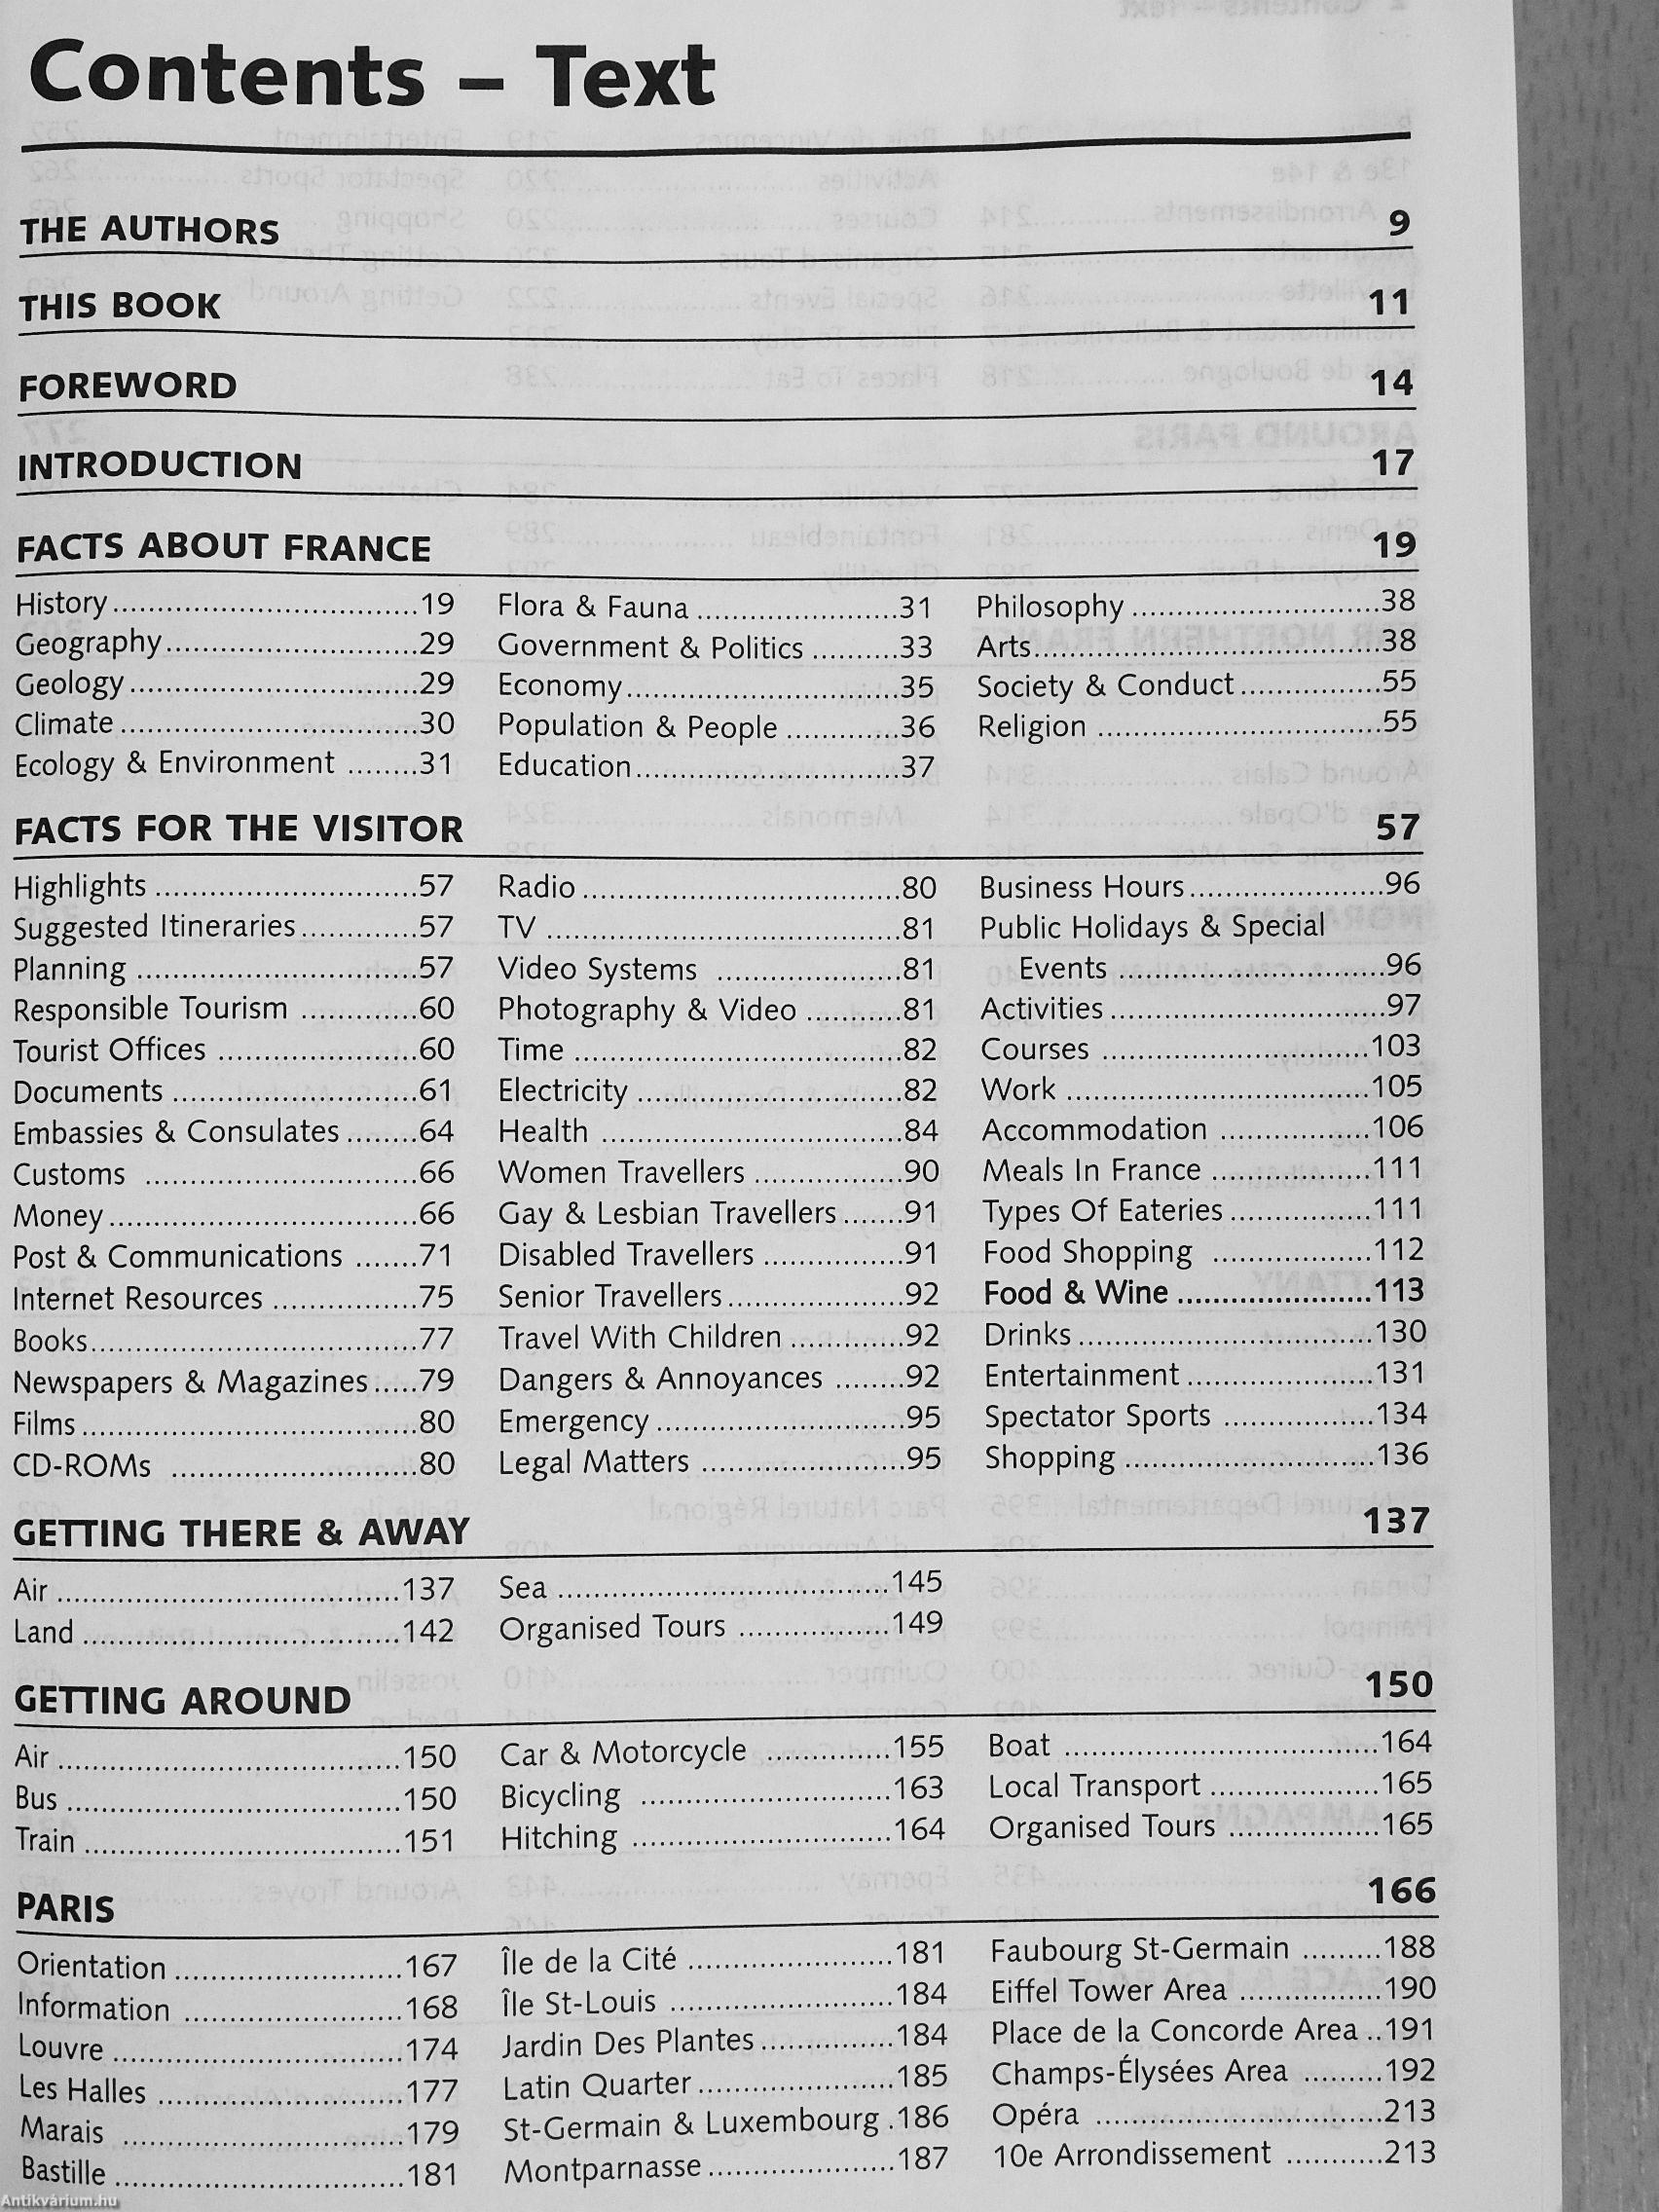 Contents – Text
THE AUTHORS 9
THIS BOOK 11
FOREWORD 14
INTRODUCTION 17
FACTS ABOUT FRANCE 19
History 19
Geography 29
Geology 29
Climate 30
Ecology & Environment 31
Flora & Fauna 31
Government & Politics 33
Economy 35
Population & People 36
Education 37
Philosophy 38
Arts 38
Society & Conduct 55
Religion 55
FACTS FOR THE VISITOR 57
Highlights 57
Suggested Itineraries 57
Planning 57
Responsible Tourism 60
Tourist Offices 60
Documents 61
Embassies & Consulates 64
Customs 66
Money 66
Post & Communications 71
Internet Resources 75
Books 77
Newspapers & Magazines 79
Films 80
CD-ROMs 80
Radio 80
TV 81
Video Systems 81
Photography & Video 81
Time 82
Electricity 82
Health 84
Women Travellers 90
Gay & Lesbian Travellers 91
Disabled Travellers 91
Senior Travellers 92
Travel With Children 92
Dangers & Annoyances 92
Emergency 95
Legal Matters 95
Business Hours 96
Public Holidays & Special
Events 96
Activities 97
Courses 103
Work 105
Accommodation 106
Meals In France 111
Types Of Eateries 111
Food Shopping 112
Food & Wine 113
Drinks 130
Entertainment 131
Spectator Sports 134
Shopping 136
GETTING THERE & AWAY 137
Air 137
Land 142
Sea 145
Organised Tours 149
GETTING AROUND 150
Air 150
Bus 150
Train 151
Car & Motorcycle 155
Bicycling 163
Hitching 164
Boat 164
Local Transport 165
Organised Tours 165
PARIS 166
Orientation 167
Information 168
Louvre 174
Les Halles 177
Marais 179
Bastille 181
Île de la Cité 181
Île St-Louis 184
Jardin Des Plantes 184
Latin Quarter 185
St-Germain & Luxembourg 186
Montparnasse 187
Faubourg St-Germain 188
Eiffel Tower Area 190
Place de la Concorde Area 191
Champs-Élysées Area 192
Opéra 213
10e Arrondissement 213
Antikvárium.hu